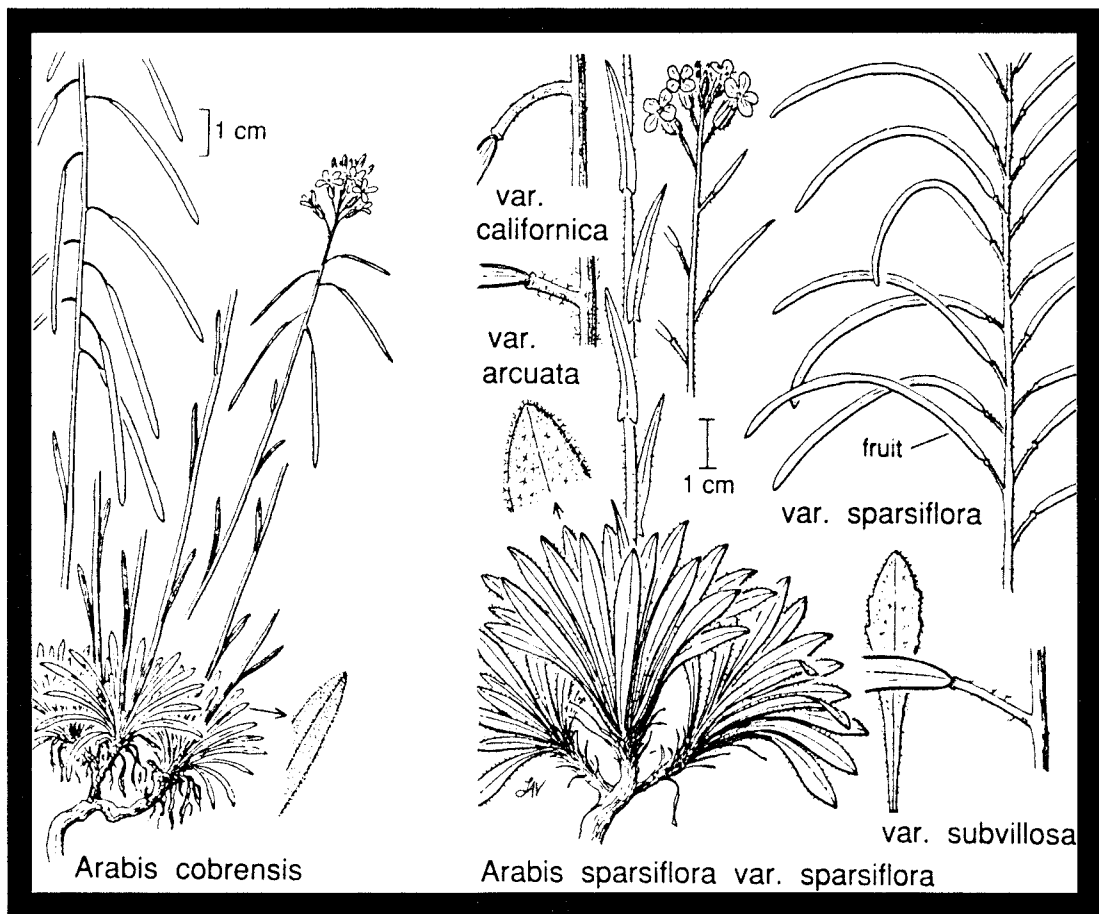 1 cm
Arabis cobrensis
var.
californica
var.
arcuata
1 cm
fruit
var. sparsiflora
var. subvillosa
Arabis sparsiflora var. sparsiflora